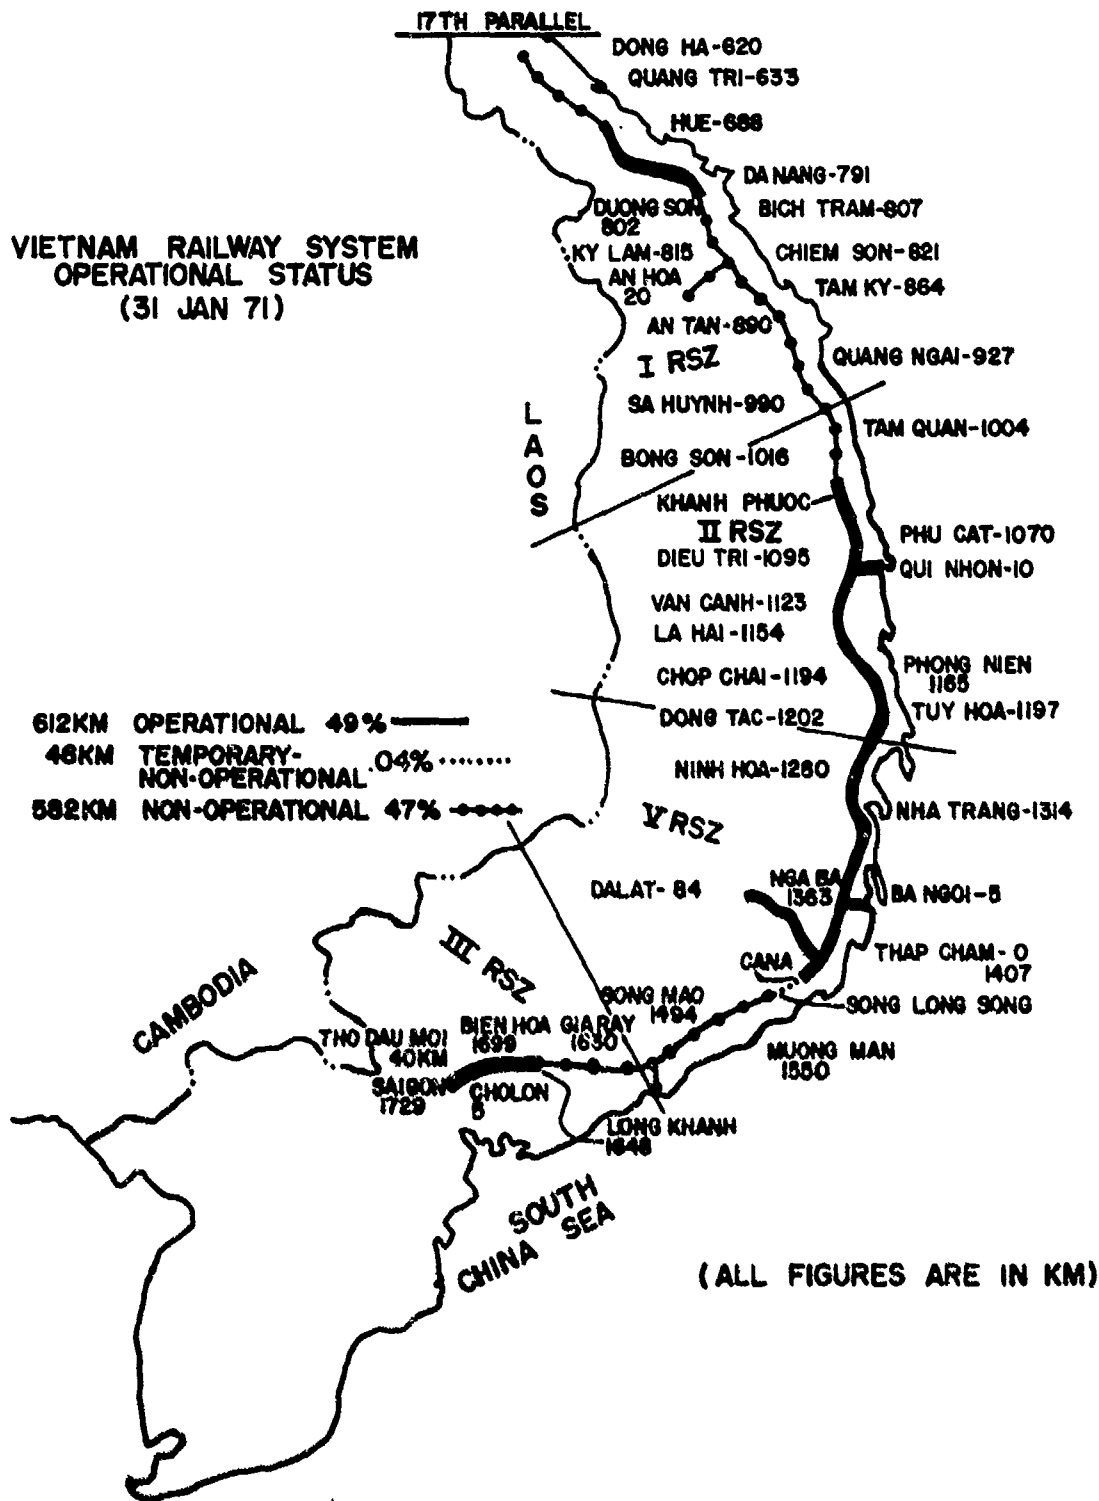 17TH PARALLEL
DONG HA-620
QUANG TRI-633
HUE-688
DA NANG-791
DUONG SON
802
BICH TRAM-807
VIETNAM RAILWAY SYSTEM
OPERATIONAL STATUS
(31 JAN 71)
KY LAM-815
CHIEM SON-821
AN HOA
20
TAM KY-864
AN TAN-890
I RSZ
QUANG NGAI-927
LAOS
SA HUYNH-990
TAM QUAN-1004
BONG SON-1016
KHANH PHUOC
II RSZ
PHU CAT-1070
DIEU TRI-1095
QUI NHON-10
VAN CANH-1123
LA HAI-1154
PHONG NIEN
1165
CHOP CHAI-1194
DONG TAC-1202
TUY HOA-1197
612KM OPERATIONAL 49%
46KM TEMPORARY-
NON-OPERATIONAL .04%
582KM NON-OPERATIONAL 47%
NINH HOA-1280
NHA TRANG-1314
V RSZ
DALAT-84
NGA BA
1363
BA NGOI-5
III RSZ
CANA
THAP CHAM-0
1407
CAMBODIA
SONG MAO
1494
SONG LONG SONG
THO DAU MOI
40KM
BIEN HOA
1699
GIA RAY
1630
MUONG MAN
1550
SAIGON
1729
CHOLON
5
LONG KHANH
1648
SOUTH
CHINA SEA
(ALL FIGURES ARE IN KM)